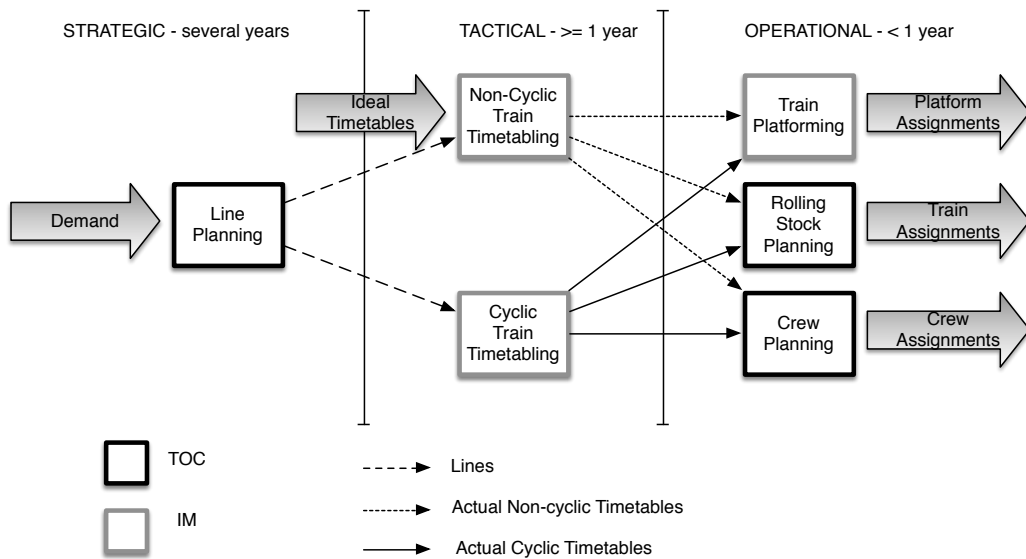 STRATEGIC - several years
TACTICAL - >= 1 year
OPERATIONAL - < 1 year
Ideal
Timetables
Non-Cyclic
Train
Timetabling
Train
Platforming
Platform
Assignments
Demand
Line
Planning
Rolling
Stock
Planning
Train
Assignments
Cyclic
Train
Timetabling
Crew
Planning
Crew
Assignments
TOC
Lines
IM
Actual Non-cyclic Timetables
Actual Cyclic Timetables